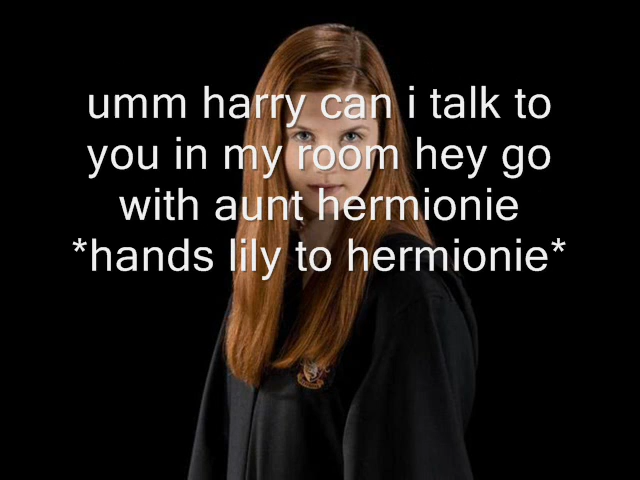 umm harry can i talk to
you in my room hey go
with aunt hermionie
*hands lily to hermionie*